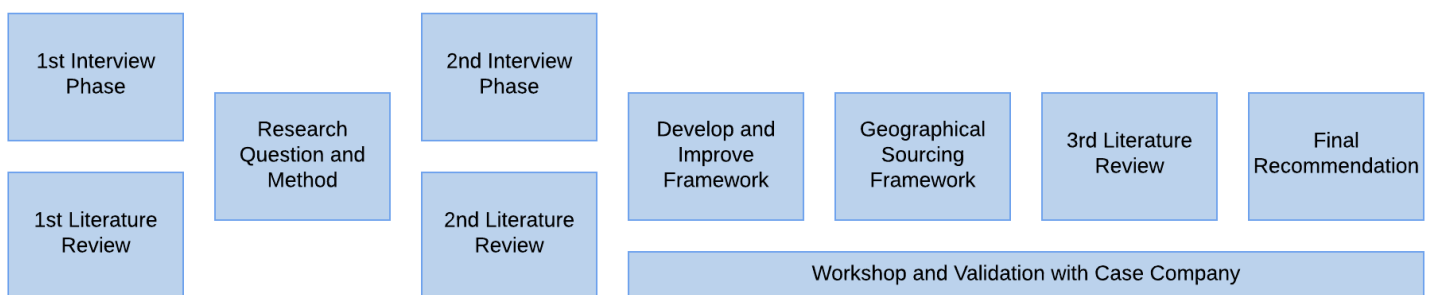 1st Interview
Phase
1st Literature
Review
Research
Question and
Method
2nd Interview
Phase
2nd Literature
Review
Develop and
Improve
Framework
Geographical
Sourcing
Framework
3rd Literature
Review
Final
Recommendation
Workshop and Validation with Case Company